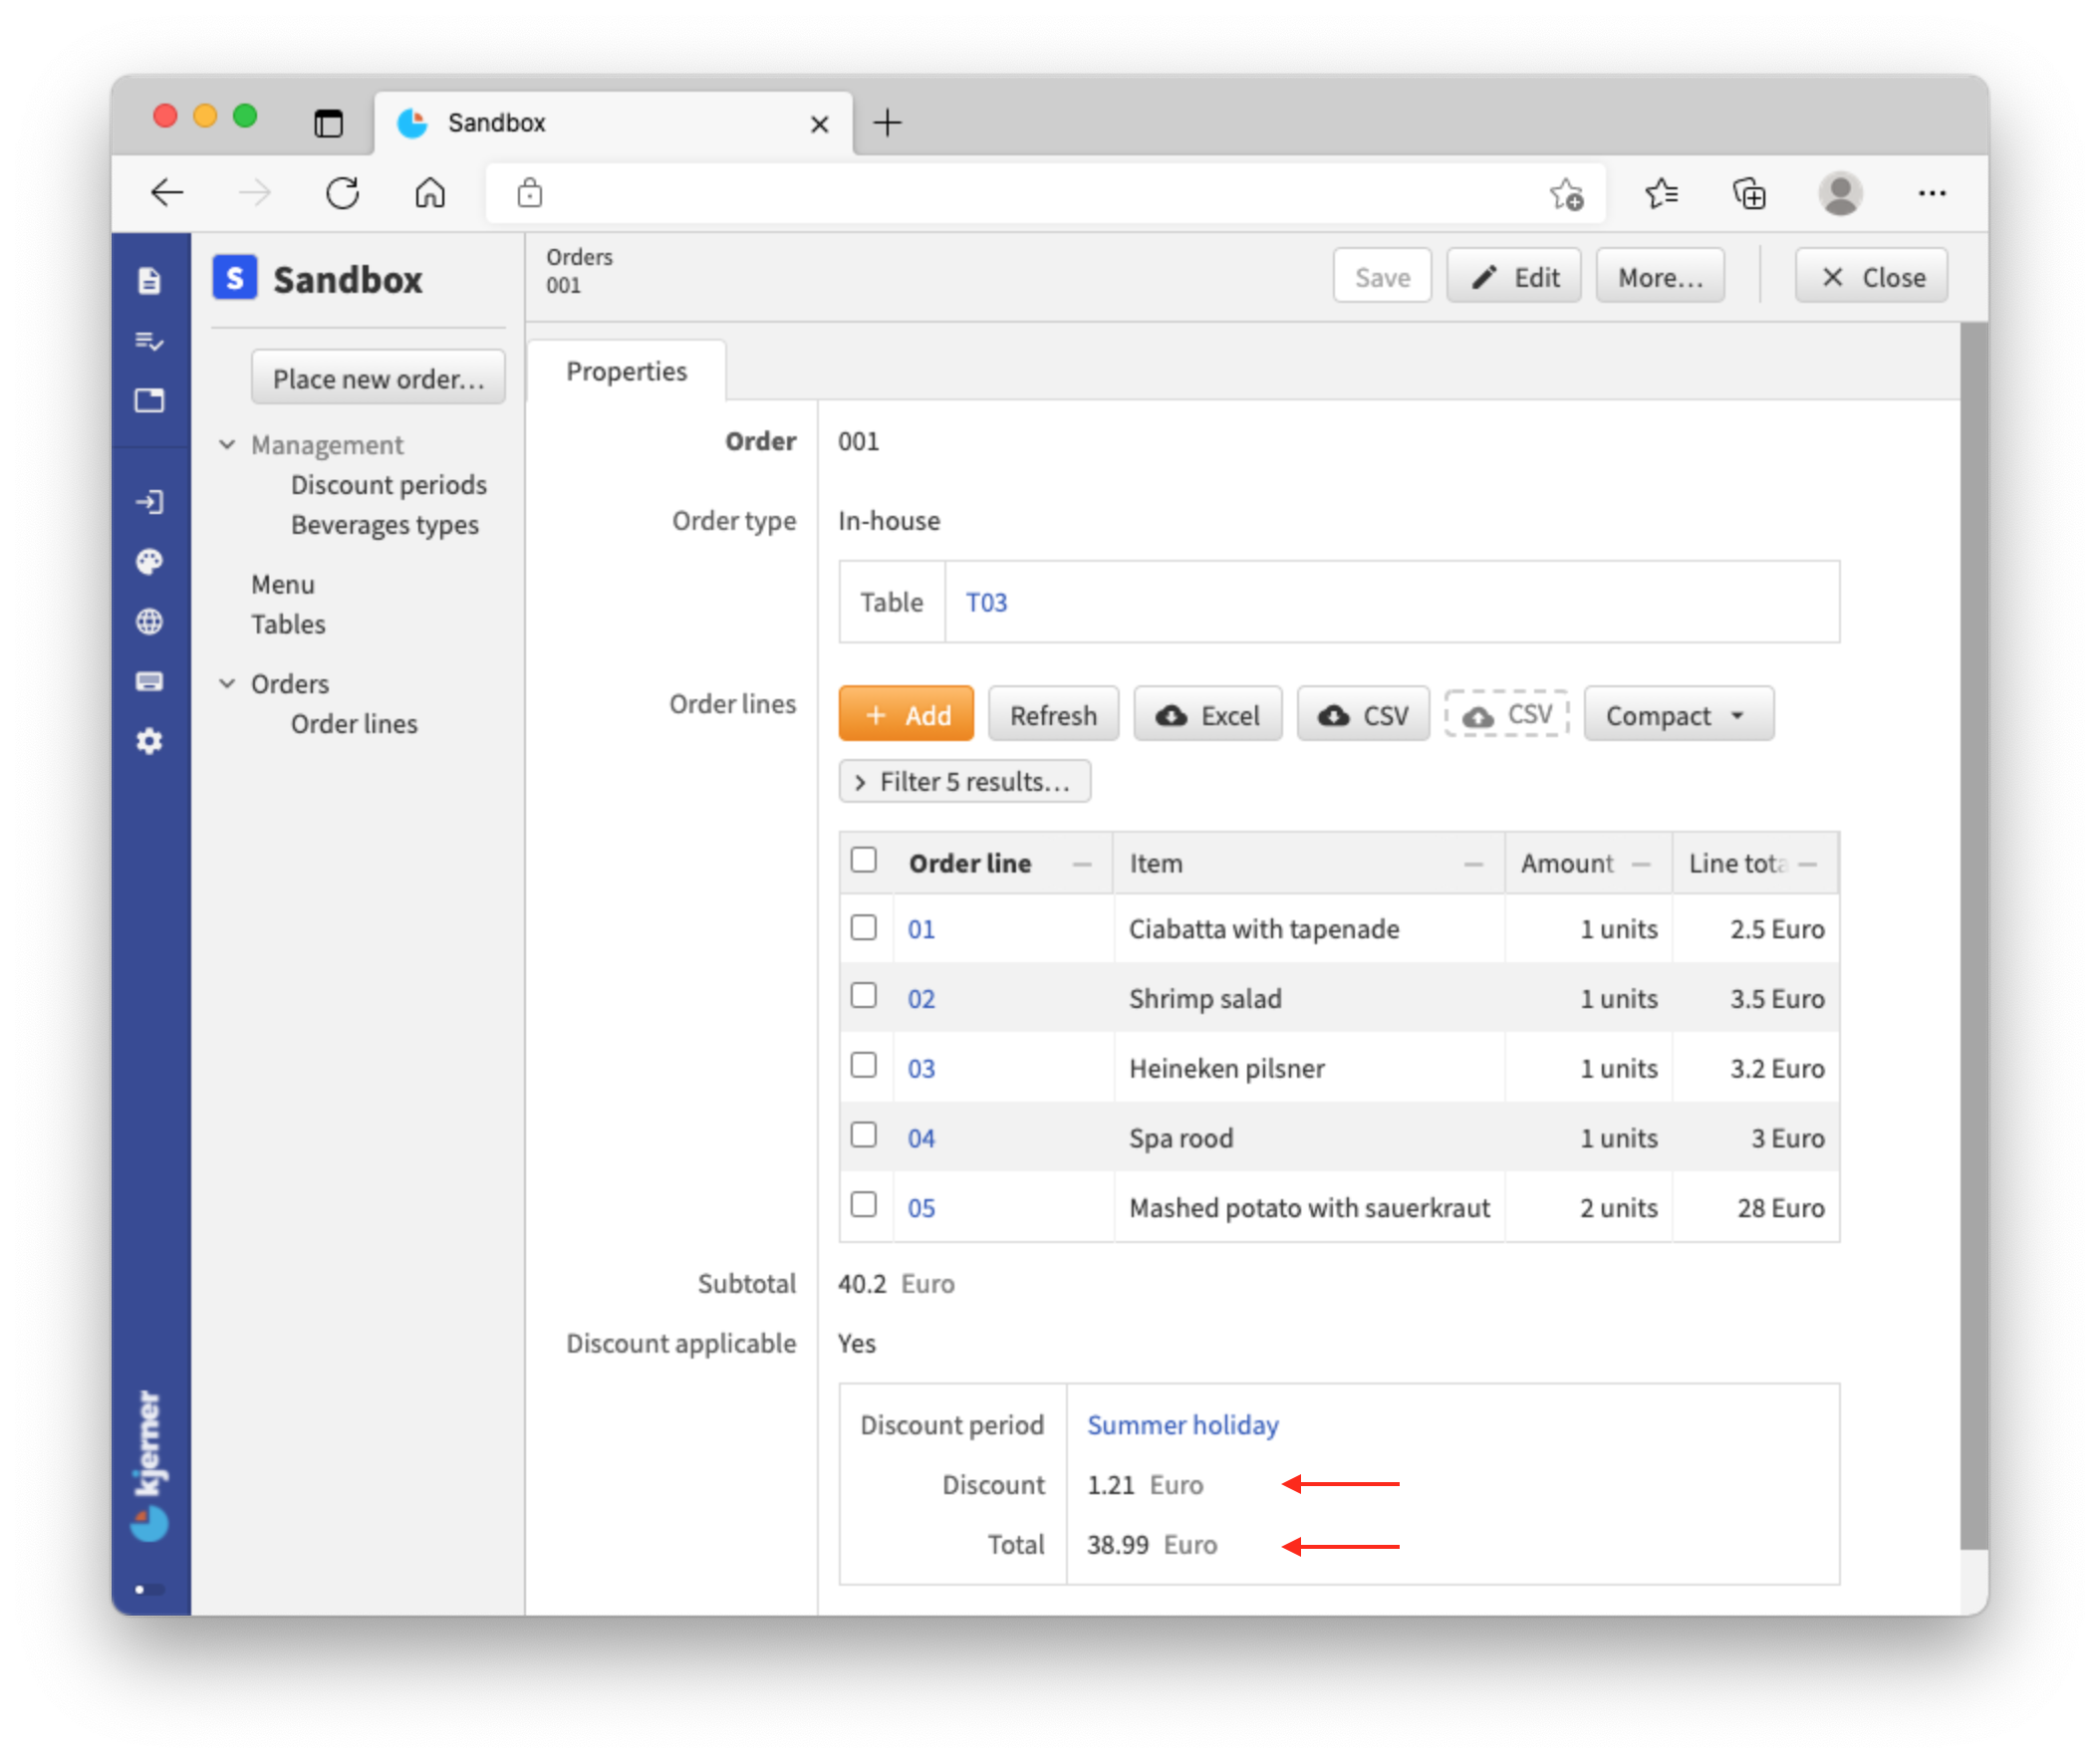 Sandbox
S Sandbox
Orders
001
Save
Edit
More...
Close
Place new order...
Management
Discount periods
Beverages types
Menu
Tables
Orders
Order lines
Properties
Order 001
Order type In-house
Table T03
Order lines
Add
Refresh
Excel
CSV
CSV
Compact
Filter 5 results...
Order line Item Amount Line tota
01 Ciabatta with tapenade 1 units 2.5 Euro
02 Shrimp salad 1 units 3.5 Euro
03 Heineken pilsner 1 units 3.2 Euro
04 Spa rood 1 units 3 Euro
05 Mashed potato with sauerkraut 2 units 28 Euro
Subtotal 40.2 Euro
Discount applicable Yes
Discount period Summer holiday
Discount 1.21 Euro
Total 38.99 Euro
kjerner